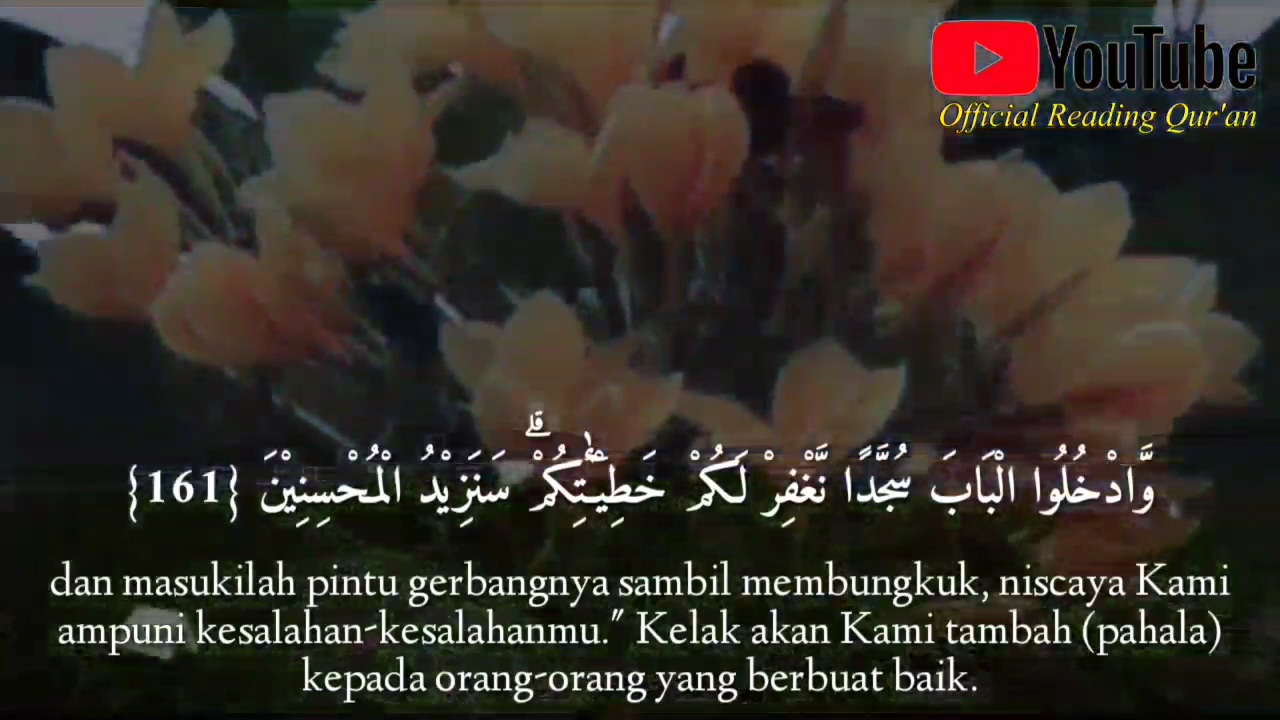 YouTube
Official Reading Qur'an
وَّادْخُلُوا الْبَابَ سُجَّدًا نَّغْفِرْ لَكُمْ خَطِيْۤـٰٔتِكُمْ ۗ سَنَزِيْدُ الْمُحْسِنِيْنَ {161}
dan masukilah pintu gerbangnya sambil membungkuk, niscaya Kami
ampuni kesalahan-kesalahanmu." Kelak akan Kami tambah (pahala)
kepada orang-orang yang berbuat baik.